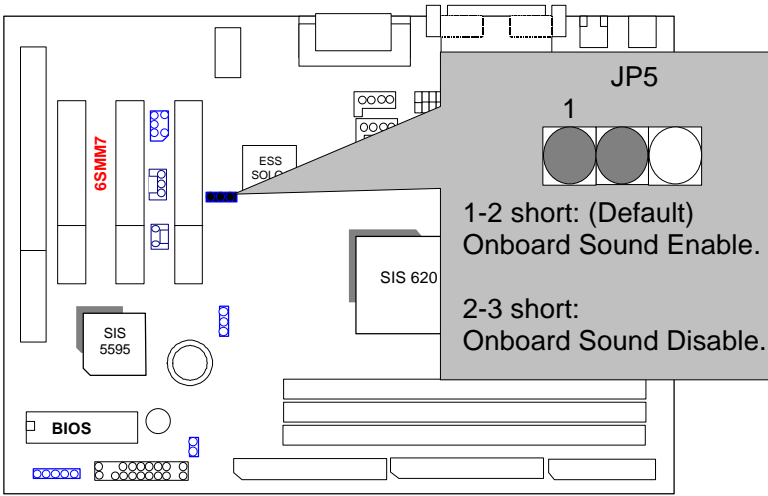 JP5
1
1-2 short: (Default)
Onboard Sound Enable.
2-3 short:
Onboard Sound Disable.
6SMM7
ESS
SIS 620
SIS
5595
BIOS